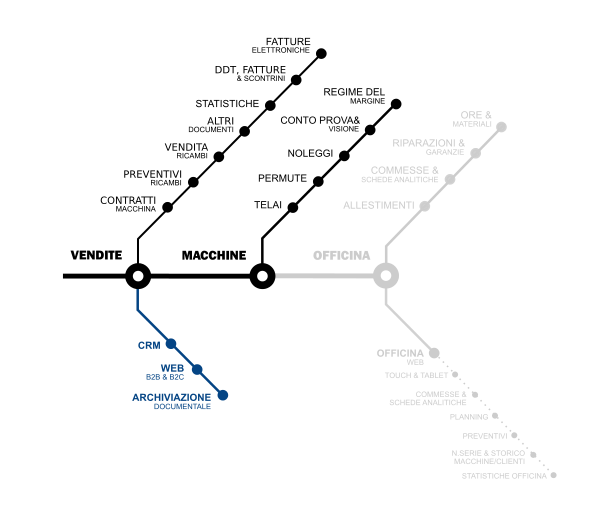 FATTURE
ELETTRONICHE
DDT, FATTURE
& SCONTRINI
STATISTICHE
ALTRI
DOCUMENTI
VENDITA
RICAMBI
PREVENTIVI
RICAMBI
CONTRATTI
MACCHINA
VENDITE
REGIME DEL
MARGINE
CONTO PROVA&
VISIONE
NOLEGGI
PERMUTE
TELAI
MACCHINE
ORE &
MATERIALI
RIPARAZIONI &
GARANZIE
COMMESSE &
SCHEDE ANALITICHE
ALLESTIMENTI
OFFICINA
CRM
WEB
B2B & B2C
ARCHIVIAZIONE
DOCUMENTALE
OFFICINA
WEB
TOUCH & TABLET
COMMESSE &
SCHEDE ANALITICHE
PLANNING
PREVENTIVI
N.SERIE & STORICO
MACCHINE/CLIENTI
STATISTICHE OFFICINA